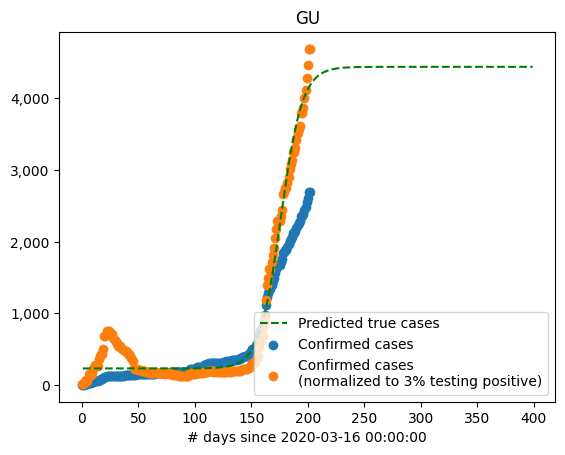 GU
4,000
3,000
2,000
1,000
0
Predicted true cases
Confirmed cases
Confirmed cases
(normalized to 3% testing positive)
0 50 100 150 200 250 300 350 400
# days since 2020-03-16 00:00:00